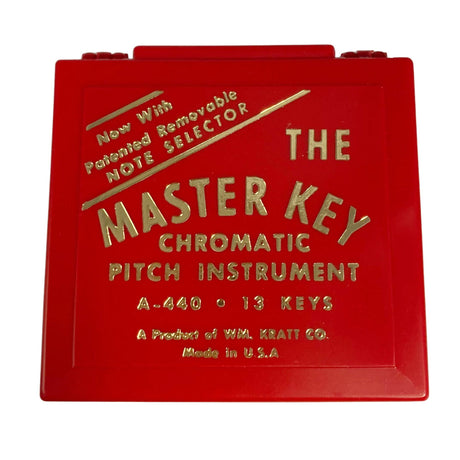 Now With
Patented Removable
NOTE SELECTOR
THE
MASTER KEY
CHROMATIC
PITCH INSTRUMENT
A-440 • 13 KEYS
A Product of WM. KRATT CO.
Made in U.S.A